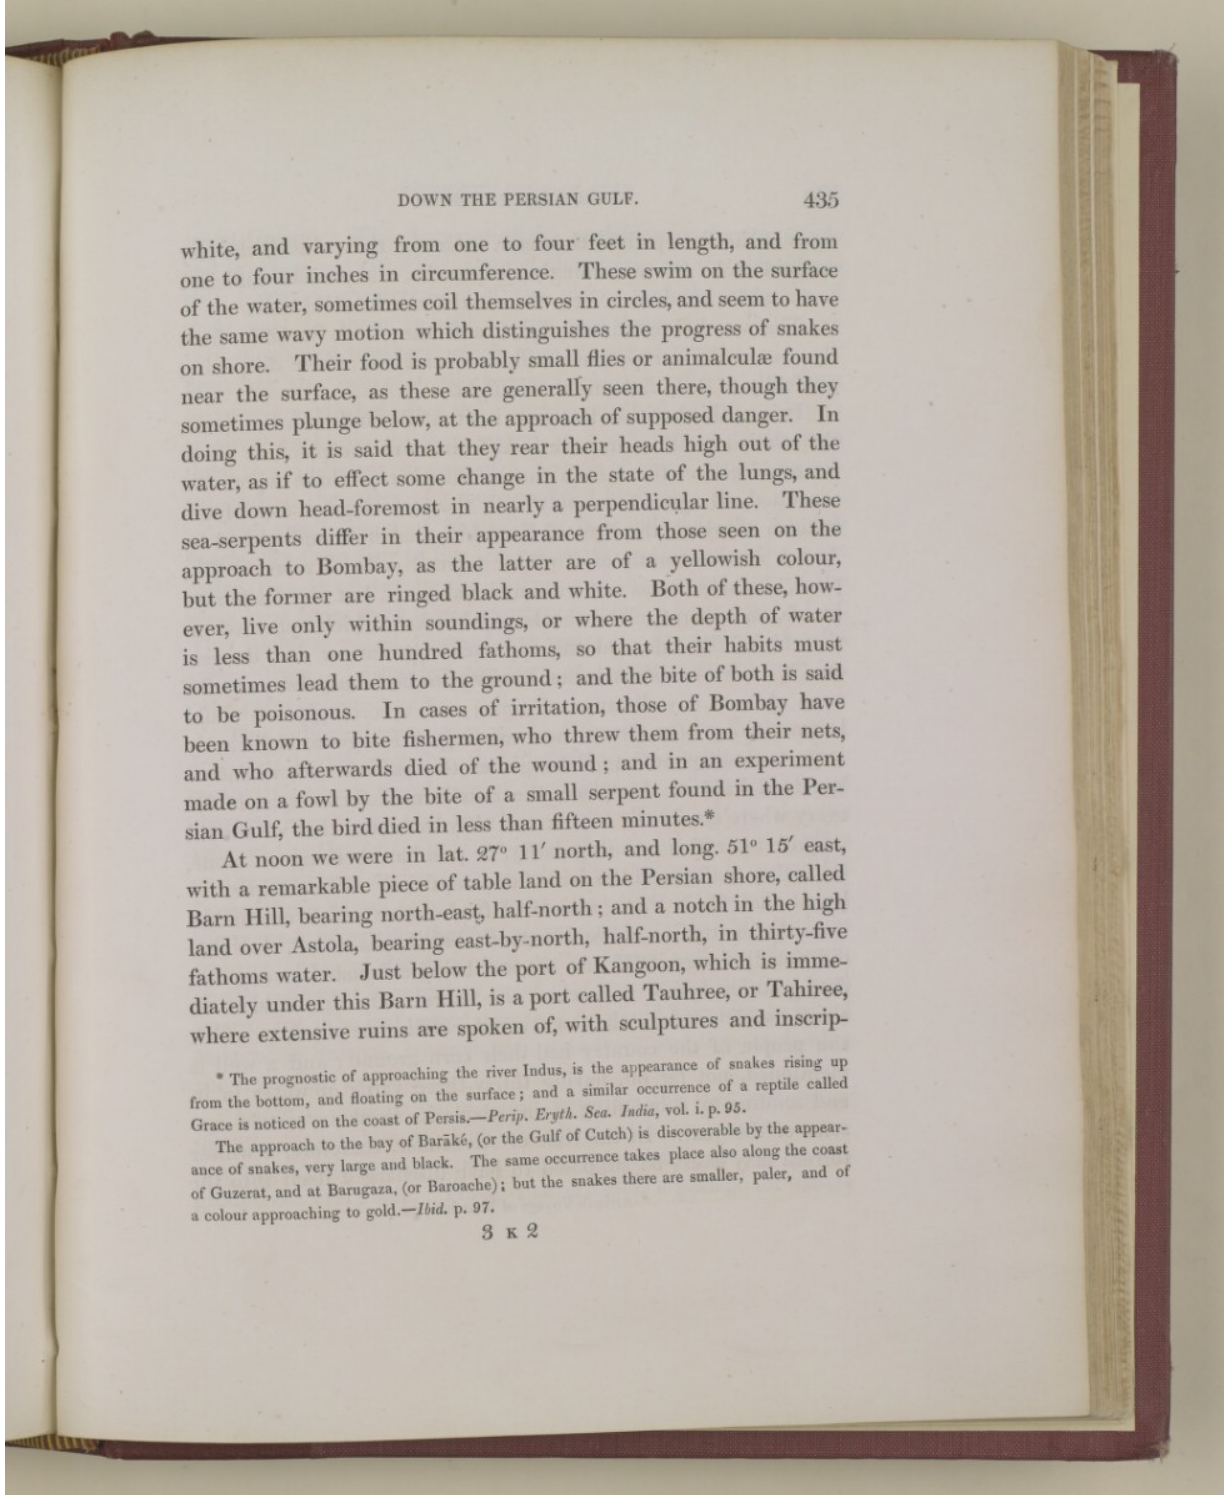 DOWN THE PERSIAN GULF. 435
white, and varying from one to four feet in length, and from
one to four inches in circumference. These swim on the surface
of the water, sometimes coil themselves in circles, and seem to have
the same wavy motion which distinguishes the progress of snakes
on shore. Their food is probably small flies or animalculæ found
near the surface, as these are generally seen there, though they
sometimes plunge below, at the approach of supposed danger. In
doing this, it is said that they rear their heads high out of the
water, as if to effect some change in the state of the lungs, and
dive down head-foremost in nearly a perpendicular line. These
sea-serpents differ in their appearance from those seen on the
approach to Bombay, as the latter are of a yellowish colour,
but the former are ringed black and white. Both of these, how-
ever, live only within soundings, or where the depth of water
is less than one hundred fathoms, so that their habits must
sometimes lead them to the ground; and the bite of both is said
to be poisonous. In cases of irritation, those of Bombay have
been known to bite fishermen, who threw them from their nets,
and who afterwards died of the wound; and in an experiment
made on a fowl by the bite of a small serpent found in the Per-
sian Gulf, the bird died in less than fifteen minutes.*
At noon we were in lat. 27° 11′ north, and long. 51° 15′ east,
with a remarkable piece of table land on the Persian shore, called
Barn Hill, bearing north-east, half-north; and a notch in the high
land over Astola, bearing east-by-north, half-north, in thirty-five
fathoms water. Just below the port of Kangoon, which is imme-
diately under this Barn Hill, is a port called Tauhree, or Tahiree,
where extensive ruins are spoken of, with sculptures and inscrip-
* The prognostic of approaching the river Indus, is the appearance of snakes rising up
from the bottom, and floating on the surface; and a similar occurrence of a reptile called
Grace is noticed on the coast of Persis.—Perip. Eryth. Sea. India, vol. i. p. 95.
The approach to the bay of Barāké, (or the Gulf of Cutch) is discoverable by the appear-
ance of snakes, very large and black. The same occurrence takes place also along the coast
of Guzerat, and at Barugaza, (or Baroache); but the snakes there are smaller, paler, and of
a colour approaching to gold.—Ibid. p. 97.
3 K 2